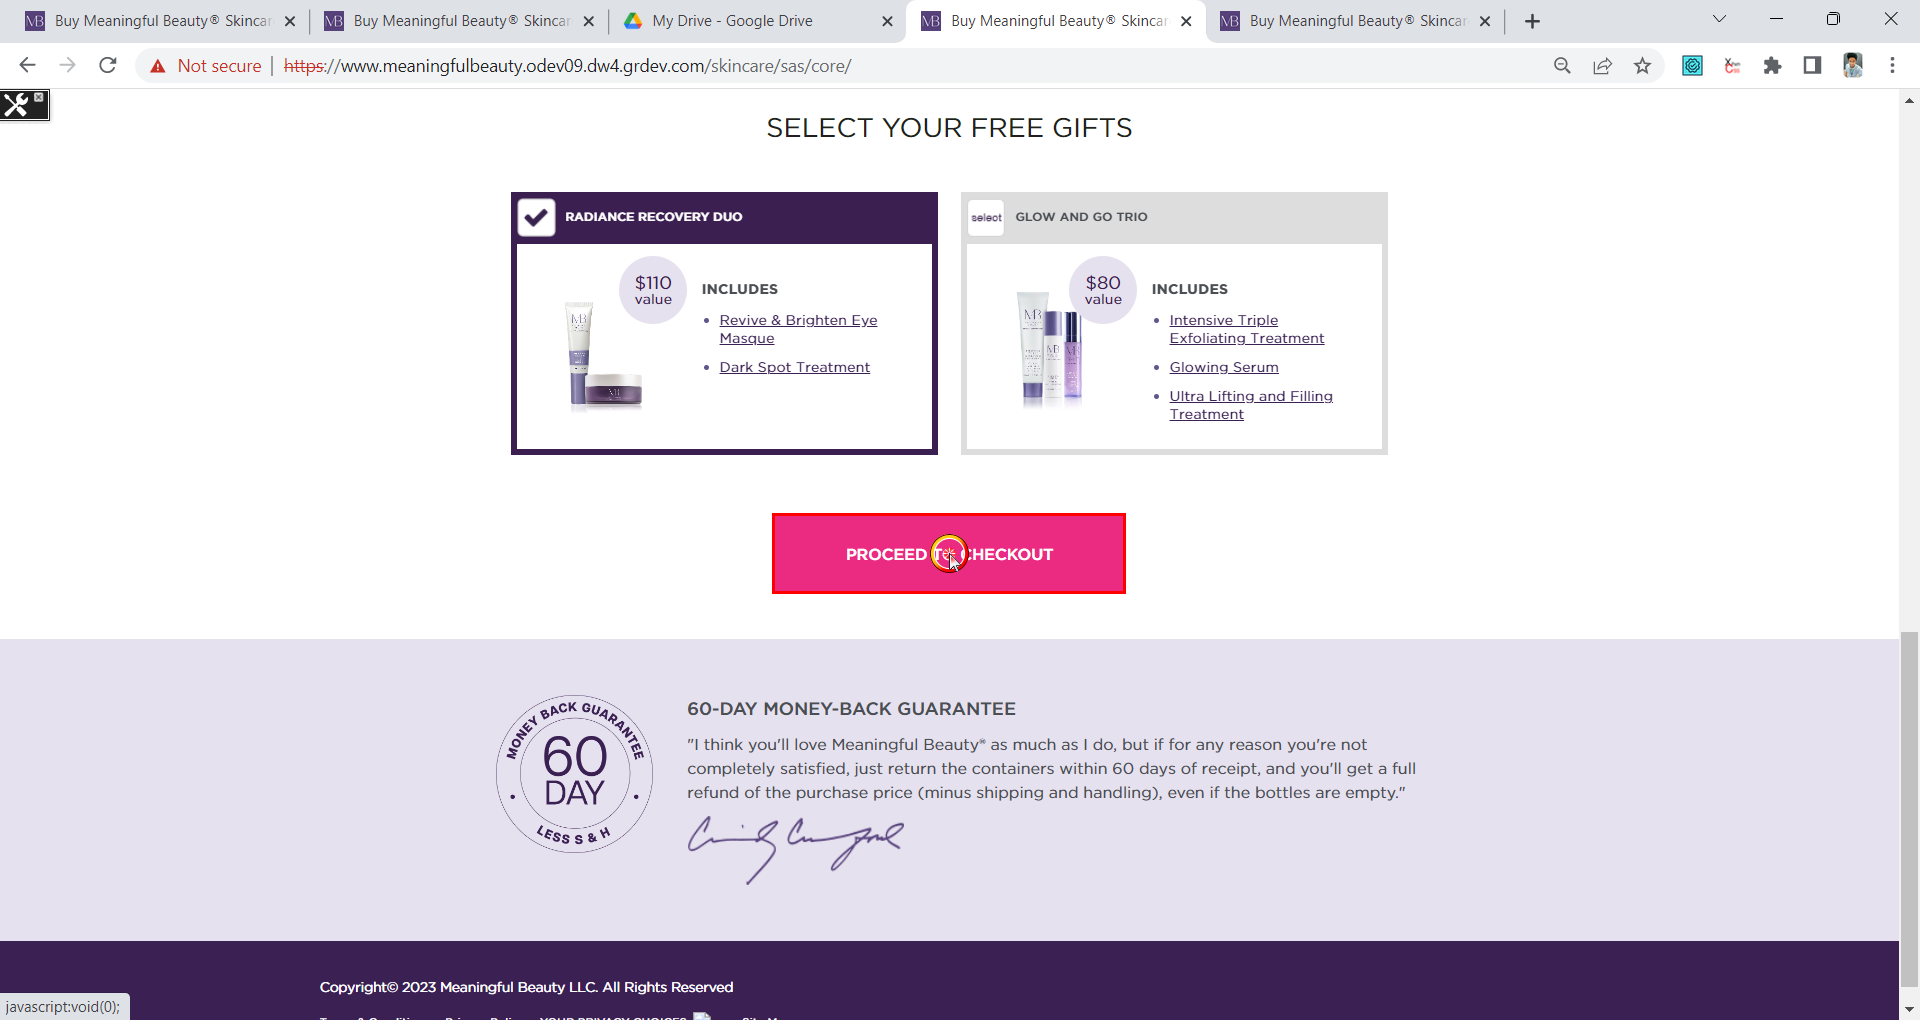 Buy Meaningful Beauty® Skincar
Buy Meaningful Beauty® Skincar
My Drive - Google Drive
Buy Meaningful Beauty® Skincar
Buy Meaningful Beauty® Skincar
Not secure
https://www.meaningfulbeauty.odev09.dw4.grdev.com/skincare/sas/core/
SELECT YOUR FREE GIFTS
RADIANCE RECOVERY DUO
$110
value
INCLUDES
• Revive & Brighten Eye
Masque
• Dark Spot Treatment
select
GLOW AND GO TRIO
$80
value
INCLUDES
• Intensive Triple
Exfoliating Treatment
• Glowing Serum
• Ultra Lifting and Filling
Treatment
PROCEED TO CHECKOUT
MONEY BACK GUARANTEE
60
DAY
LESS S & H
60-DAY MONEY-BACK GUARANTEE
"I think you'll love Meaningful Beauty® as much as I do, but if for any reason you're not
completely satisfied, just return the containers within 60 days of receipt, and you'll get a full
refund of the purchase price (minus shipping and handling), even if the bottles are empty."
Cindy Crawford
Copyright© 2023 Meaningful Beauty LLC. All Rights Reserved
javascript:void(0);